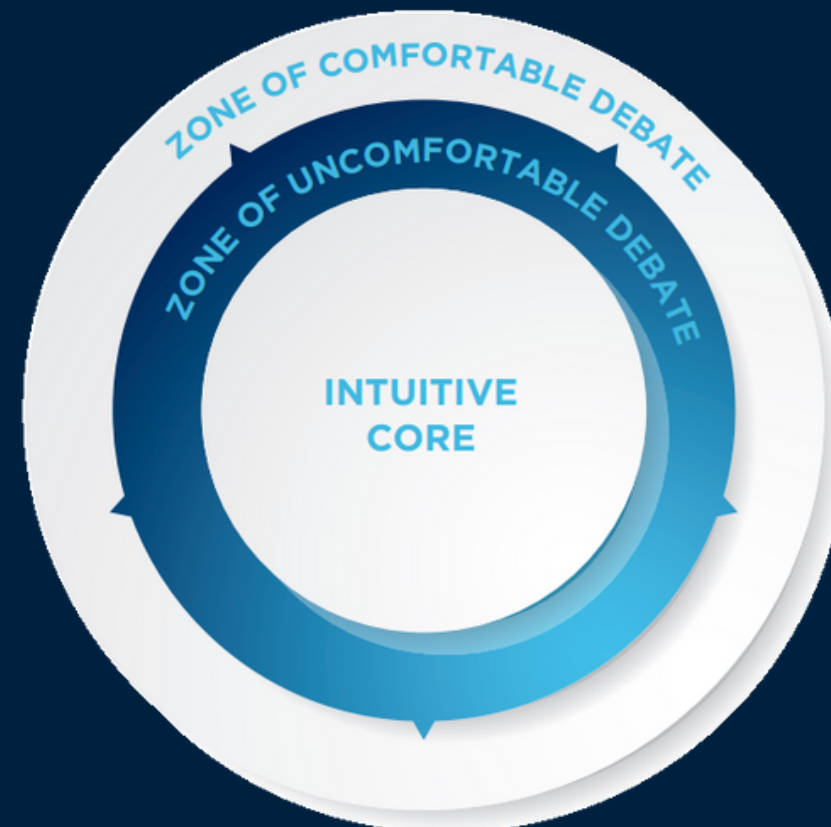 ZONE OF COMFORTABLE DEBATE
ZONE OF UNCOMFORTABLE DEBATE
INTUITIVE
CORE